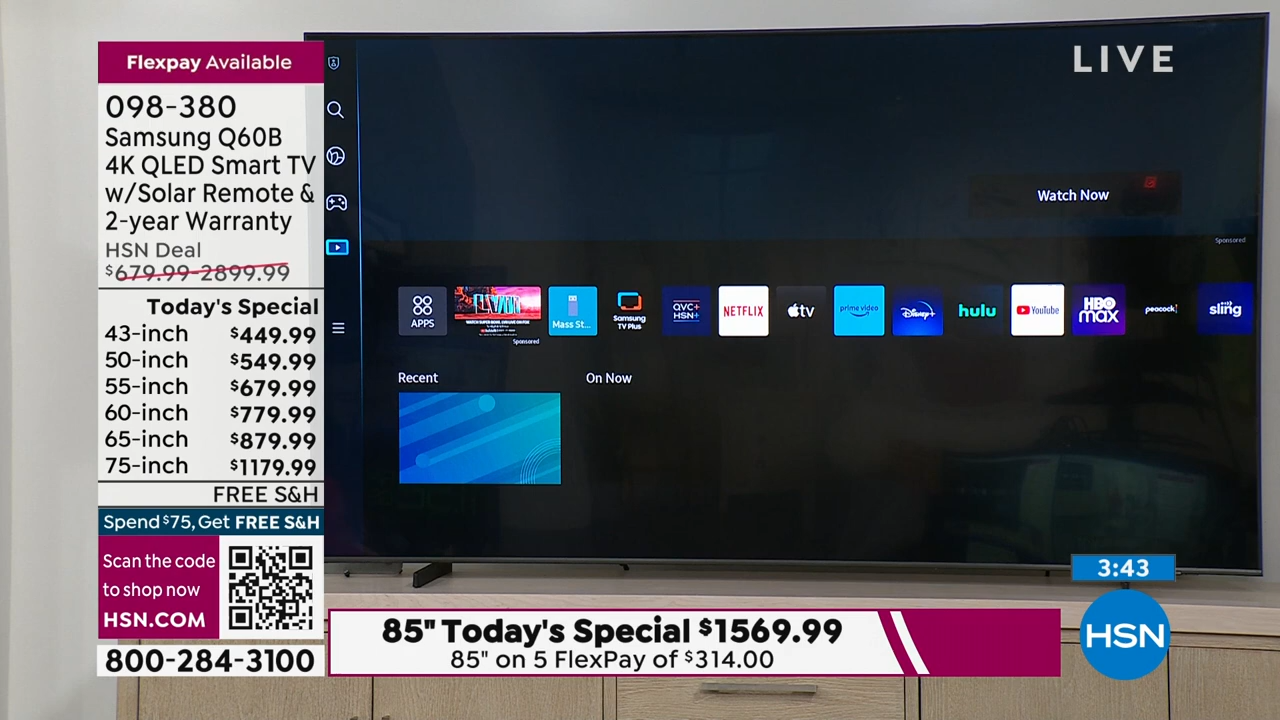 Flexpay Available
098-380
Samsung Q60B
4K QLED Smart TV
w/Solar Remote &
2-year Warranty
HSN Deal
$679.99-2899.99
Today's Special
43-inch $449.99
50-inch $549.99
55-inch $679.99
60-inch $779.99
65-inch $879.99
75-inch $1179.99
FREE S&H
Spend $75, Get FREE S&H
Scan the code
to shop now
HSN.COM
800-284-3100
LIVE
Watch Now
Sponsored
APPS
LVII
Sponsored
Mass St...
Samsung
TV Plus
QVC+
HSN+
NETFLIX
tv
prime video
Disney+
hulu
YouTube
HBO
max
peacock
sling
Recent
On Now
3:43
HSN
85" Today's Special $1569.99
85" on 5 FlexPay of $314.00